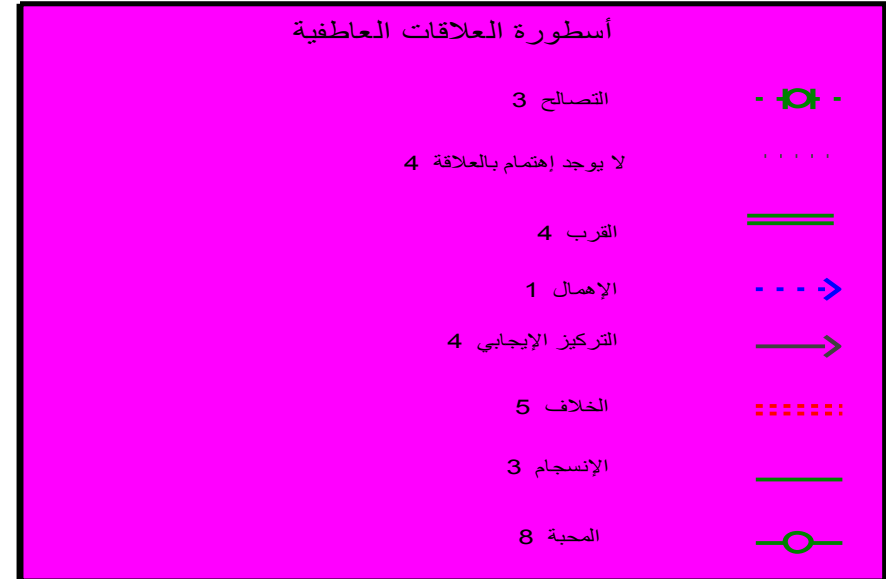 أسطورة العلاقات العاطفية
التصالح 3
لا يوجد إهتمام بالعلاقة 4
القرب 4
الإهمال 1
التركيز الإيجابي 4
الخلاف 5
الإنسجام 3
المحبة 8